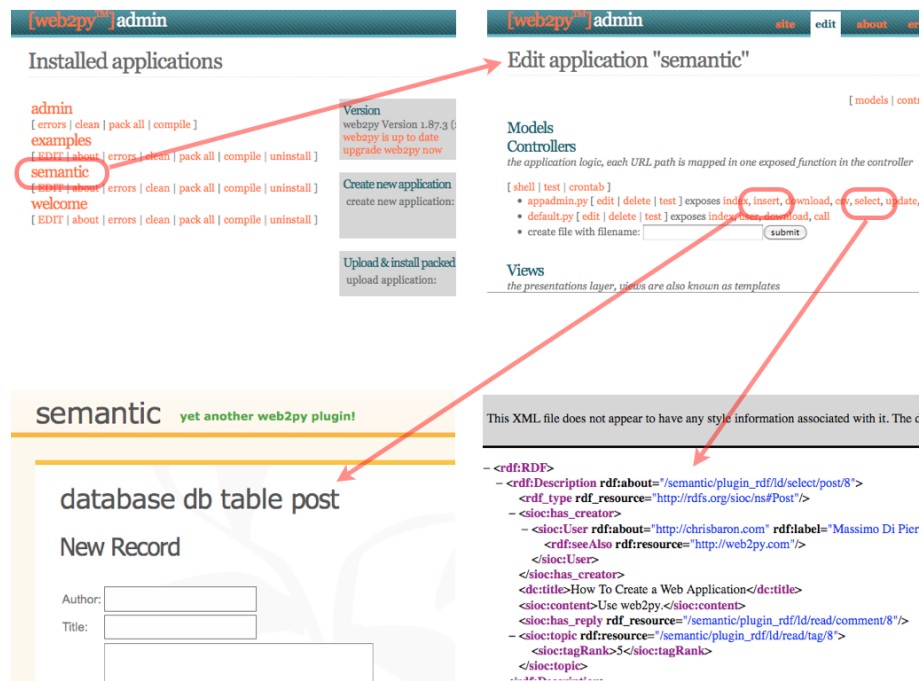 [web2py™]admin
Installed applications
admin
[ errors | clean | pack all | compile ]
examples
[ EDIT | about | errors | clean | pack all | compile | uninstall ]
semantic
[ EDIT | about | errors | clean | pack all | compile | uninstall ]
welcome
[ EDIT | about | errors | clean | pack all | compile | uninstall ]
Version
web2py Version 1.87.3 (
web2py is up to date
upgrade web2py now
Create new application
create new application:
Upload & install packed
upload application:
[web2py™]admin
site edit about er
Edit application "semantic"
[ models | contr
Models
Controllers
the application logic, each URL path is mapped in one exposed function in the controller
[ shell | test | crontab ]
• appadmin.py [ edit | delete | test ] exposes index, insert, download, csv, select, update,
• default.py [ edit | delete | test ] exposes index, user, download, call
• create file with filename: submit
Views
the presentations layer, views are also known as templates
semantic yet another web2py plugin!
database db table post
New Record
Author:
Title:
This XML file does not appear to have any style information associated with it. The d
− <rdf:RDF>
− <rdf:Description rdf:about="/semantic/plugin_rdf/ld/select/post/8">
<rdf_type rdf_resource="http://rdfs.org/sioc/ns#Post"/>
− <sioc:has_creator>
− <sioc:User rdf:about="http://chrisbaron.com" rdf:label="Massimo Di Pier
<rdf:seeAlso rdf:resource="http://web2py.com"/>
</sioc:User>
</sioc:has_creator>
<dc:title>How To Create a Web Application</dc:title>
<sioc:content>Use web2py.</sioc:content>
<sioc:has_reply rdf_resource="/semantic/plugin_rdf/ld/read/comment/8"/>
− <sioc:topic rdf:resource="/semantic/plugin_rdf/ld/read/tag/8">
<sioc:tagRank>5</sioc:tagRank>
</sioc:topic>